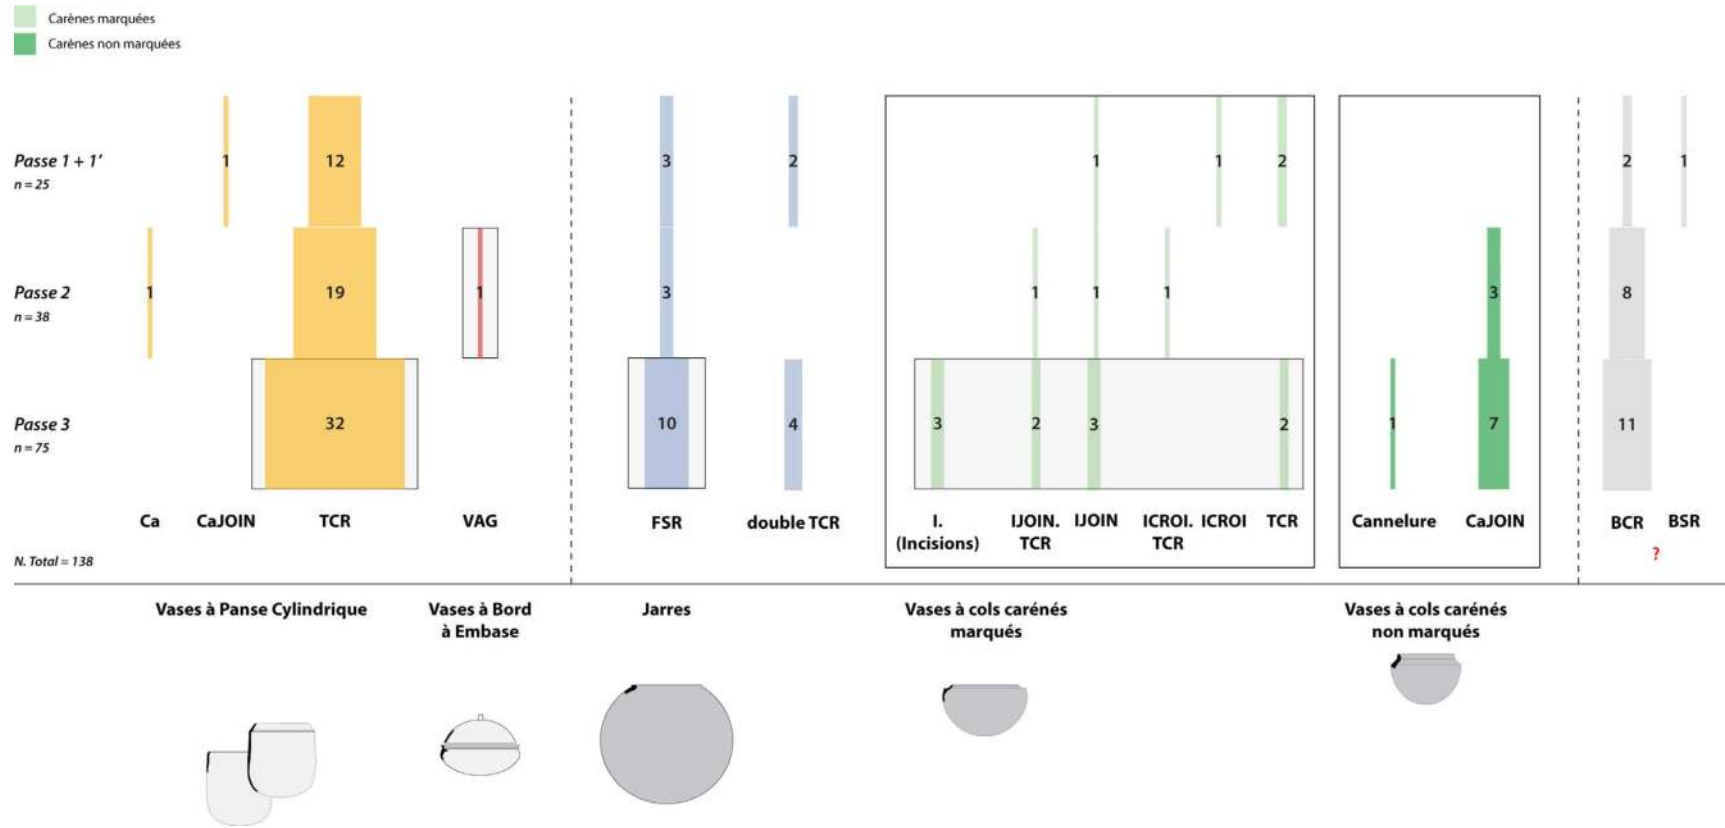 Carènes marquées
Carènes non marquées
Passe 1 + 1'
n = 25
1 12 3 2 1 1 2 2 1
Passe 2
n = 38
1 19 1 3 1 1 1 3 8
Passe 3
n = 75
32 10 4 3 2 3 2 1 7 11
Ca CaJOIN TCR VAG FSR double TCR I. IJOIN. IJOIN ICROI. ICROI TCR Cannelure CaJOIN BCR BSR
(Incisions) TCR TCR
?
N. Total = 138
Vases à Panse Cylindrique Vases à Bord Jarres Vases à cols carénés Vases à cols carénés
à Embase marqués non marqués